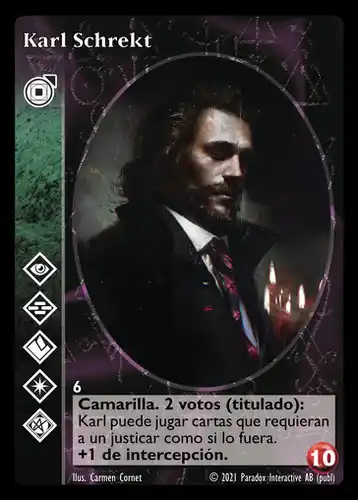 Karl Schrekt
6
Camarilla. 2 votos (titulado):
Karl puede jugar cartas que requieran
a un justicar como si lo fuera.
+1 de intercepción.
10
Ilus. Carmen Cornet
© 2021 Paradox Interactive AB (publ)